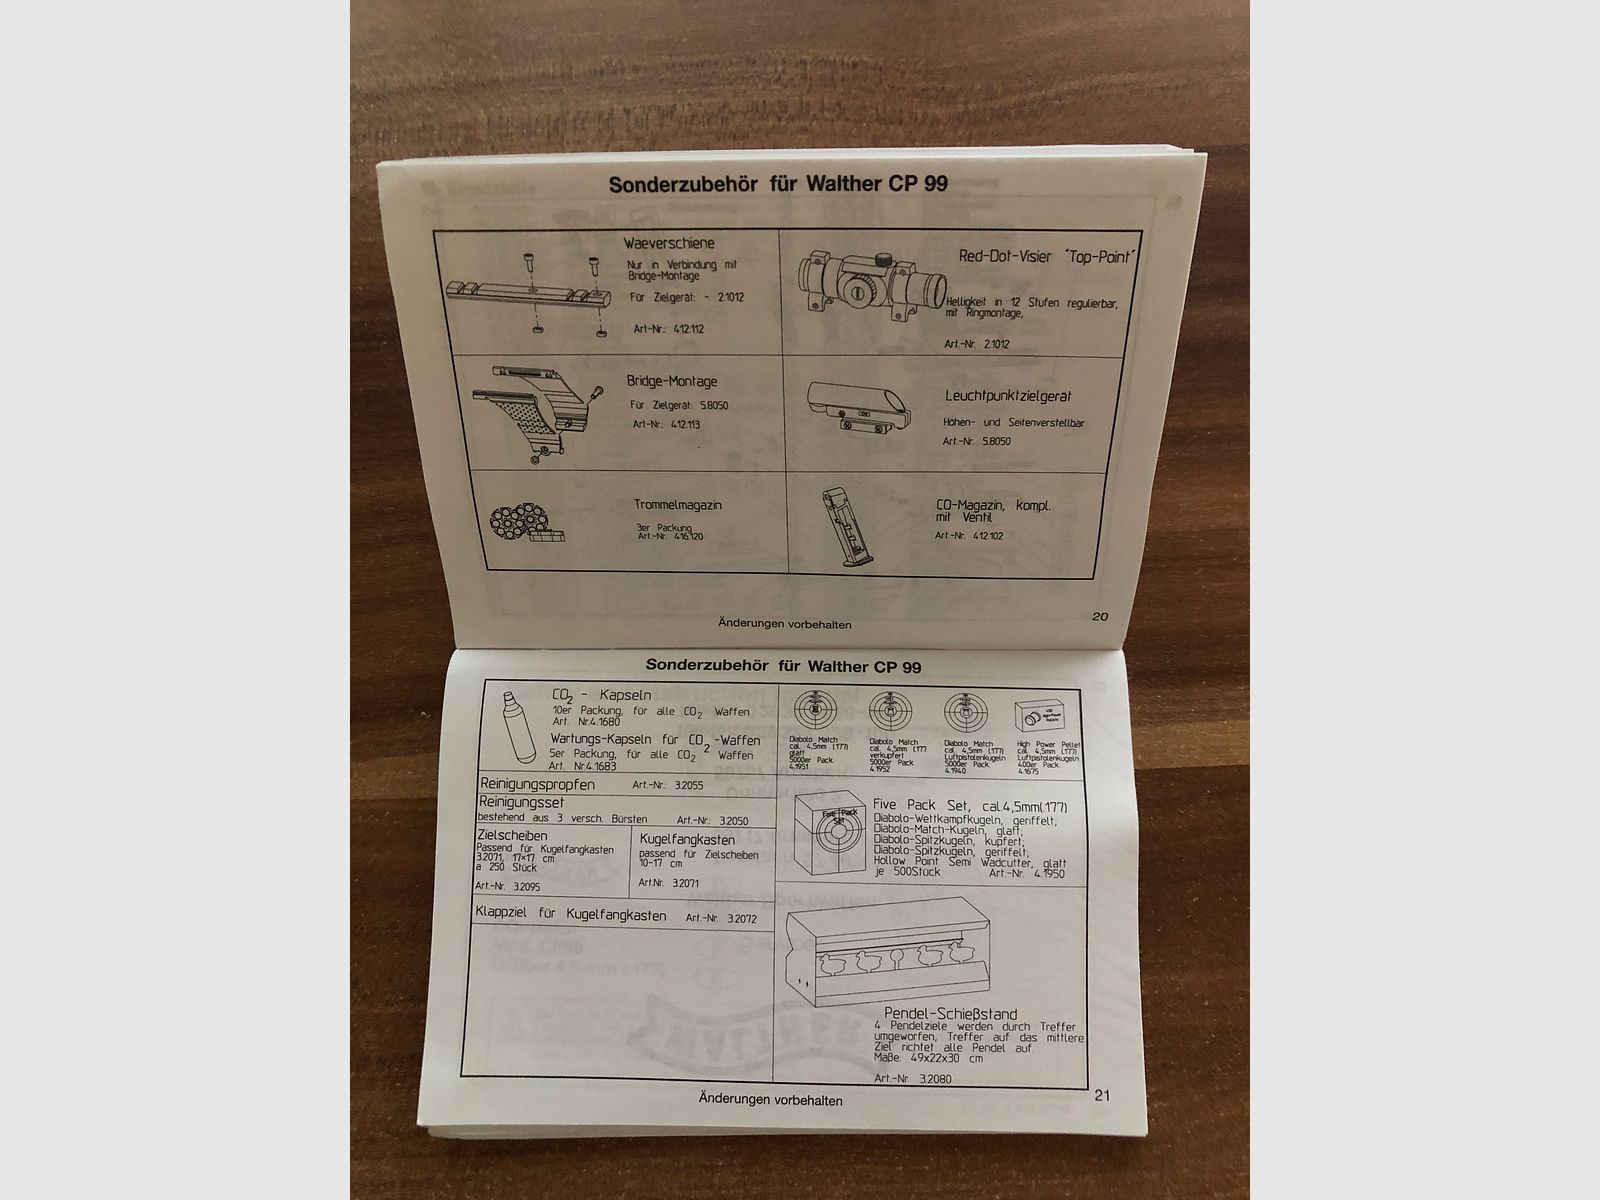 Sonderzubehör für Walther CP 99
Waeverschiene
Nur in Verbindung mit
Bridge-Montage
Für Zielgerät: - 2.1012
Art-Nr.: 412.112
Red-Dot-Visier "Top-Point"
Helligkeit in 12 Stufen regulierbar,
mit Ringmontage,
Art.-Nr. 2.1012
Bridge-Montage
Für Zielgerät: 5.8050
Art-Nr.: 412.113
Leuchtpunktzielgerät
Höhen- und Seitenverstellbar
Art.-Nr. 5.8050
Trommelmagazin
3er Packung
Art.-Nr. 416.120
CO-Magazin, kompl.
mit Ventil
Art.-Nr. 412.102
Änderungen vorbehalten
20
Sonderzubehör für Walther CP 99
CO2 - Kapseln
10er Packung, für alle CO2 Waffen
Art. Nr.4.1680
Wartungs-Kapseln für CO2-Waffen
5er Packung, für alle CO2 Waffen
Art. Nr.4.1683
Reinigungspropfen Art.-Nr.: 3.2055
Reinigungsset
bestehend aus 3 versch. Bürsten Art.-Nr.: 3.2050
Zielscheiben
Passend für Kugelfangkasten
3.2071, 17x17 cm
a 250 Stück
Art.-Nr. 3.2095
Kugelfangkasten
passend für Zielscheiben
10-17 cm
Art.Nr. 3.2071
Klappziel für Kugelfangkasten Art.-Nr. 3.2072
Diabolo Match
cal. 4,5mm (.177)
glatt
5000er Pack
4.1951
Diabolo Match
cal. 4,5mm (.177
verkupfert
5000er Pack
4.1952
Diabolo Match
cal. 4,5mm (.177)
Luftpistolenkugeln
5000er Pack
4.1940
High Power Pellet
cal. 4,5mm (.177)
Luftpistolenkugeln
400er Pack
4.1675
Five Pack
Set
Five Pack Set, cal.4,5mm(.177)
Diabolo-Wettkampfkugeln, geriffelt;
Diabolo-Match-Kugeln, glatt;
Diabolo-Spitzkugeln, kupfert;
Diabolo-Spitzkugeln, geriffelt;
Hollow Point Semi Wadcutter, glatt
je 500Stück Art.-Nr. 4.1950
Pendel-Schießstand
4 Pendelziele werden durch Treffer
umgeworfen, Treffer auf das mittlere
Ziel richtet alle Pendel auf.
Maße: 49x22x30 cm
Art.-Nr. 3.2080
Änderungen vorbehalten
21